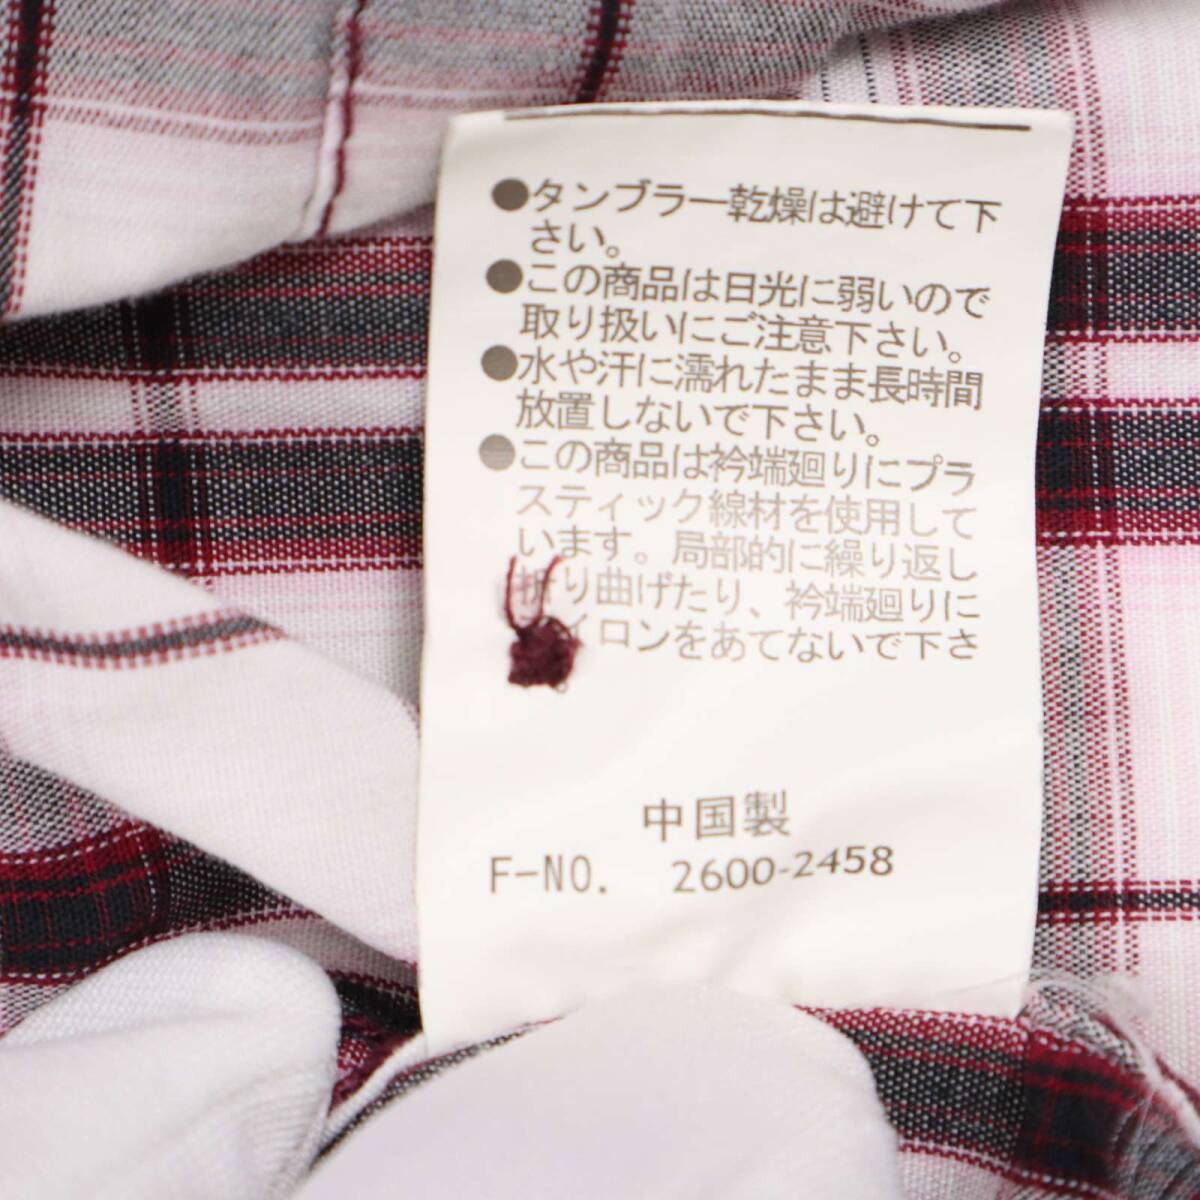 ●タンブラー乾燥は避けて下
さい。
●この商品は日光に弱いので
取り扱いにご注意下さい。
●水や汗に濡れたまま長時間
放置しないで下さい。
●この商品は衿端廻りにプラ
スティック線材を使用して
います。局部的に繰り返し
折り曲げたり、衿端廻りに
イロンをあてないで下さ
中国製
F-NO. 2600-2458